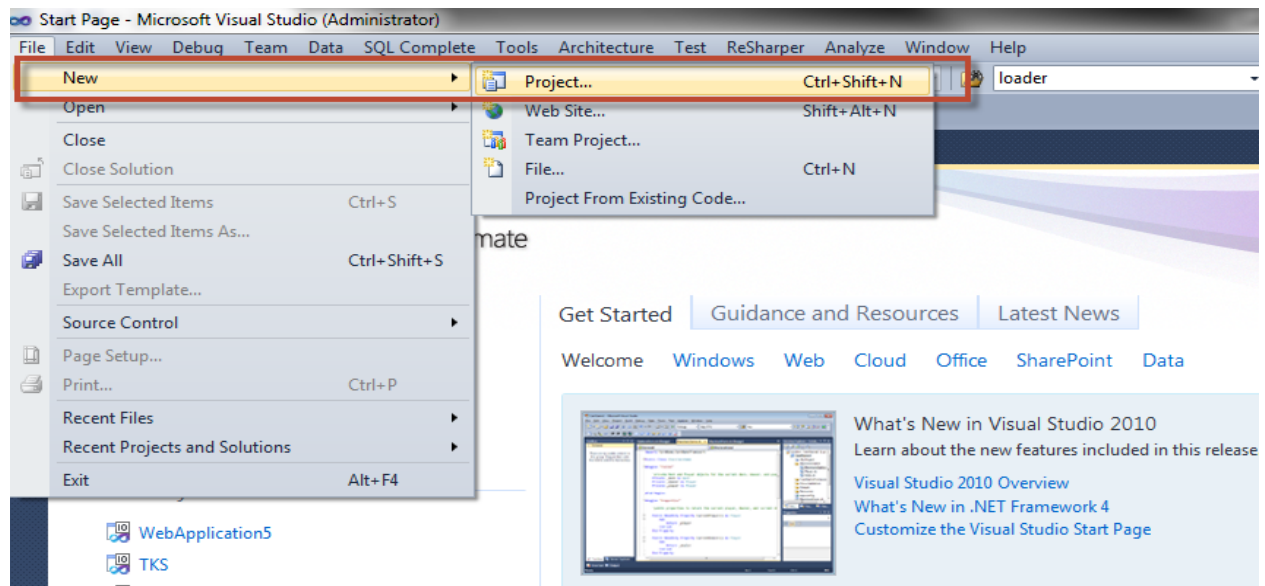 Start Page - Microsoft Visual Studio (Administrator)
File Edit View Debug Team Data SQL Complete Tools Architecture Test ReSharper Analyze Window Help
New
Project... Ctrl+Shift+N
loader
Open
Web Site... Shift+Alt+N
Close
Team Project...
Close Solution
File... Ctrl+N
Save Selected Items Ctrl+S
Project From Existing Code...
Save Selected Items As...
mate
Save All Ctrl+Shift+S
Export Template...
Get Started Guidance and Resources Latest News
Source Control
Page Setup...
Welcome Windows Web Cloud Office SharePoint Data
Print... Ctrl+P
Recent Files
What's New in Visual Studio 2010
Recent Projects and Solutions
Learn about the new features included in this release
Exit Alt+F4
Visual Studio 2010 Overview
What's New in .NET Framework 4
Customize the Visual Studio Start Page
WebApplication5
TKS